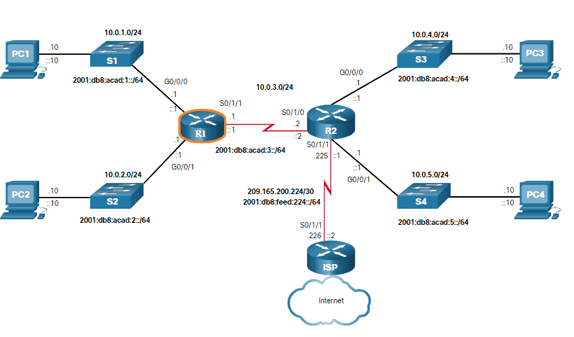 10.0.1.0/24
10.0.4.0/24
PC1
.10
::10
S1
2001:db8:acad:1::/64
G0/0/0
.1
::1
S3
.10
::10
PC3
2001:db8:acad:4::/64
G0/0/0
.1
::1
10.0.3.0/24
S0/1/1
.1
::1
R1
S0/1/0
.2
::2
R2
2001:db8:acad:3::/64
.1
::1
G0/0/1
10.0.2.0/24
PC2
.10
::10
S2
2001:db8:acad:2::/64
S0/1/1
.225
::1
.1
::1
G0/0/1
10.0.5.0/24
S4
.10
::10
PC4
2001:db8:acad:5::/64
209.165.200.224/30
2001:db8:feed:224::/64
S0/1/1
.226
::2
ISP
Internet